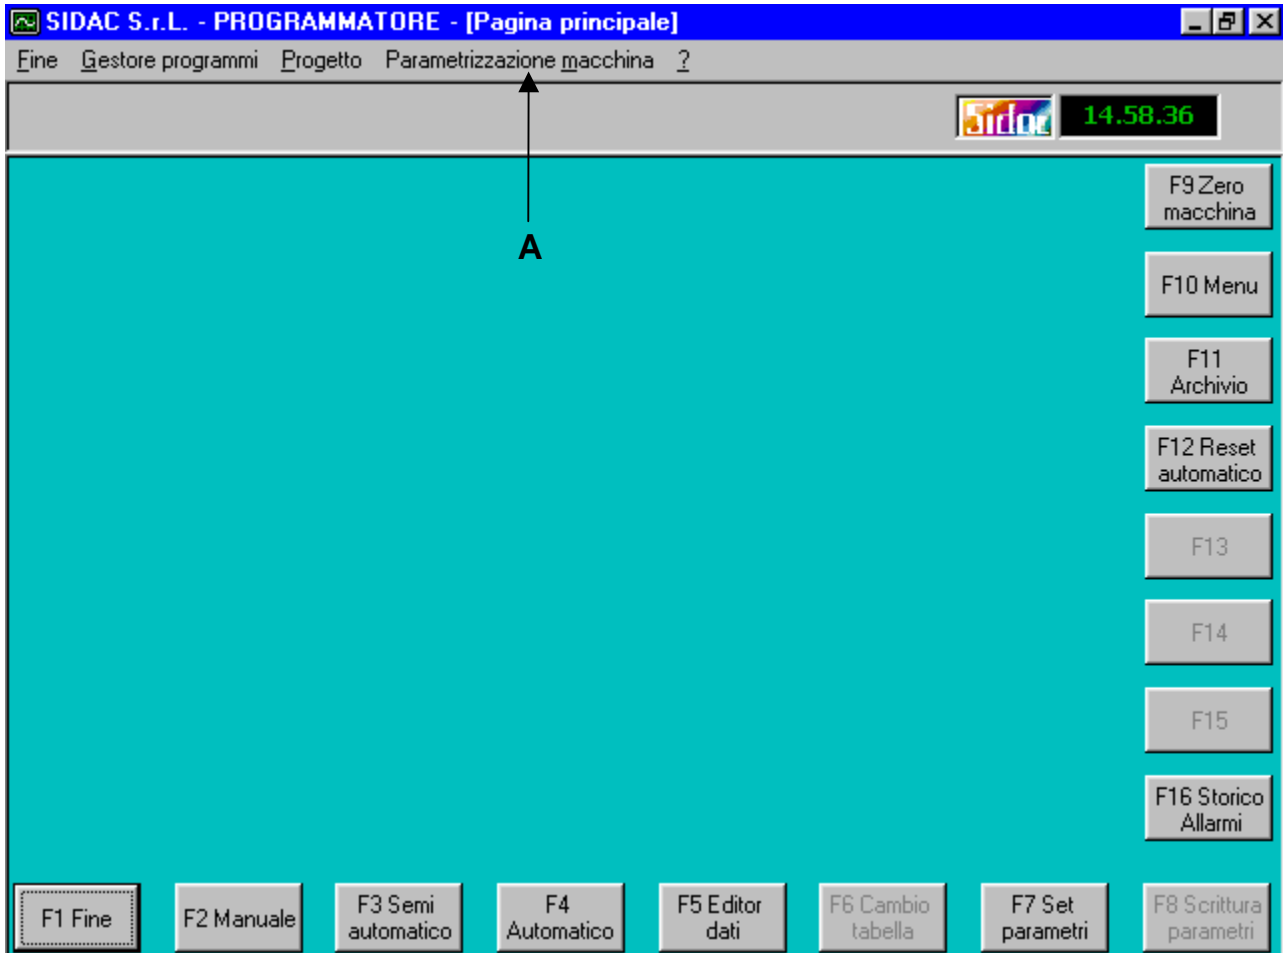 SIDAC S.r.L. - PROGRAMMATORE - [Pagina principale]
Fine Gestore programmi Progetto Parametrizzazione macchina ?
Sidac 14.58.36
A
F9 Zero
macchina
F10 Menu
F11
Archivio
F12 Reset
automatico
F13
F14
F15
F16 Storico
Allarmi
F1 Fine
F2 Manuale
F3 Semi
automatico
F4
Automatico
F5 Editor
dati
F6 Cambio
tabella
F7 Set
parametri
F8 Scrittura
parametri